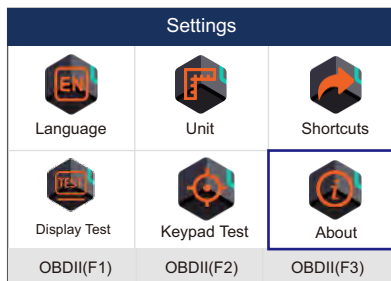 Settings
EN
Language
Unit
Shortcuts
TEST
i
Display Test
Keypad Test
About
OBDII(F1)
OBDII(F2)
OBDII(F3)